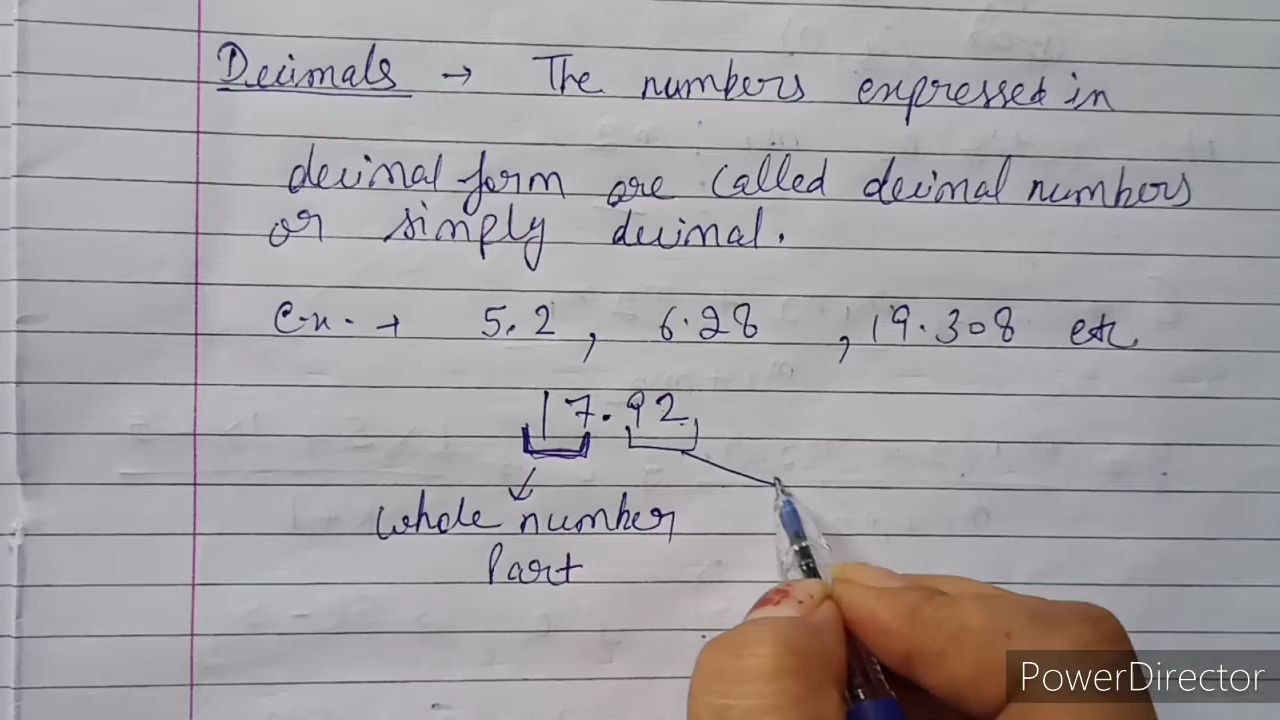 Decimals → The numbers expressed in
decimal form are called decimal numbers
or simply decimal.
Ex. → 5.2 , 6.28 , 19.308 etc
17.92
Whole number
Part
PowerDirector